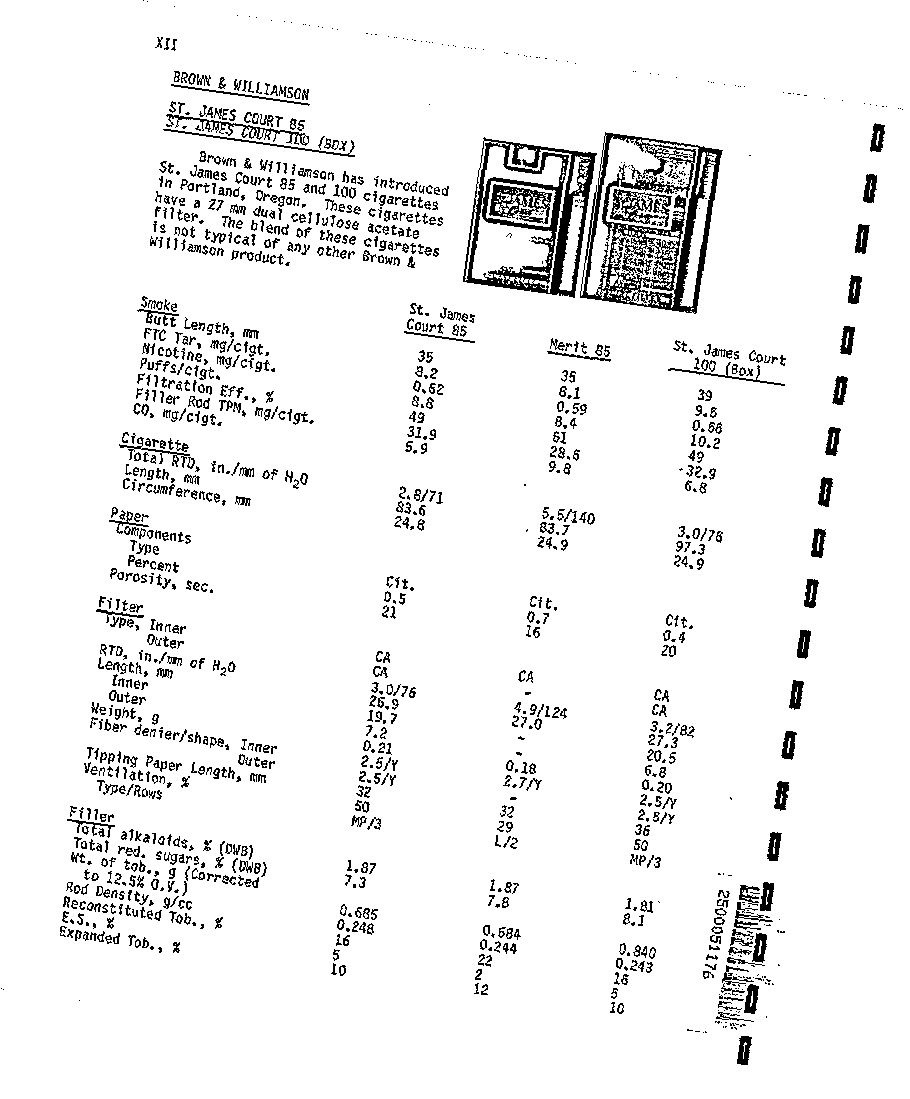 XII
BROWN & WILLIAMSON
ST. JAMES COURT 85
ST. JAMES COURT 100 (BOX)
Brown & Williamson has introduced
St. James Court 85 and 100 cigarettes
in Portland, Oregon. These cigarettes
have a 27 mm dual cellulose acetate
filter. The blend of these cigarettes
is not typical of any other Brown &
Williamson product.
St. James Court 85 Merit 85 St. James Court 100 (Box)
Smoke
Butt Length, mm 35 35 39
FTC Tar, mg/cigt. 8.2 8.1 9.6
Nicotine, mg/cigt. 0.62 0.59 0.68
Puffs/cigt. 8.8 8.4 10.2
Filtration Eff., % 49 61 49
Filler Rod TPM, mg/cigt. 31.9 28.6 32.9
CO, mg/cigt. 5.9 9.8 6.8
Cigarette
Total RTD, in./mm of H2O 2.8/71 5.5/140 3.0/76
Length, mm 83.6 83.7 97.3
Circumference, mm 24.8 24.9 24.9
Paper
Components
Type Cit. Cit. Cit.
Percent 0.5 0.7 0.4
Porosity, sec. 21 16 20
Filter
Type, Inner CA CA CA
Outer CA - CA
RTD, in./mm of H2O 3.0/76 4.9/124 3.2/82
Length, mm 26.9 27.0 27.3
Inner 19.7 - 20.5
Outer 7.2 - 6.8
Weight, g 0.21 0.18 0.20
Fiber denier/shape, Inner 2.5/Y 2.7/Y 2.5/Y
Outer 2.5/Y - 2.5/Y
Tipping Paper Length, mm 32 32 36
Ventilation, % 50 29 50
Type/Rows MP/3 L/2 MP/3
Filler
Total alkaloids, % (DWB) 1.87 1.87 1.81
Total red. sugars, % (DWB) 7.3 7.8 8.1
Wt. of tob., g (Corrected
to 12.5% O.V.) 0.685 0.684 0.840
Rod Density, g/cc 0.248 0.244 0.243
Reconstituted Tob., % 16 22 16
E.S., % 5 2 5
Expanded Tob., % 10 12 10
2500051176